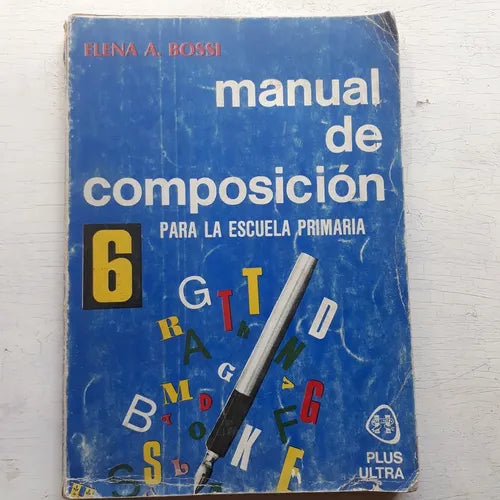 ELENA A. BOSSI
manual
de
composición
PARA LA ESCUELA PRIMARIA
6
PLUS
ULTRA